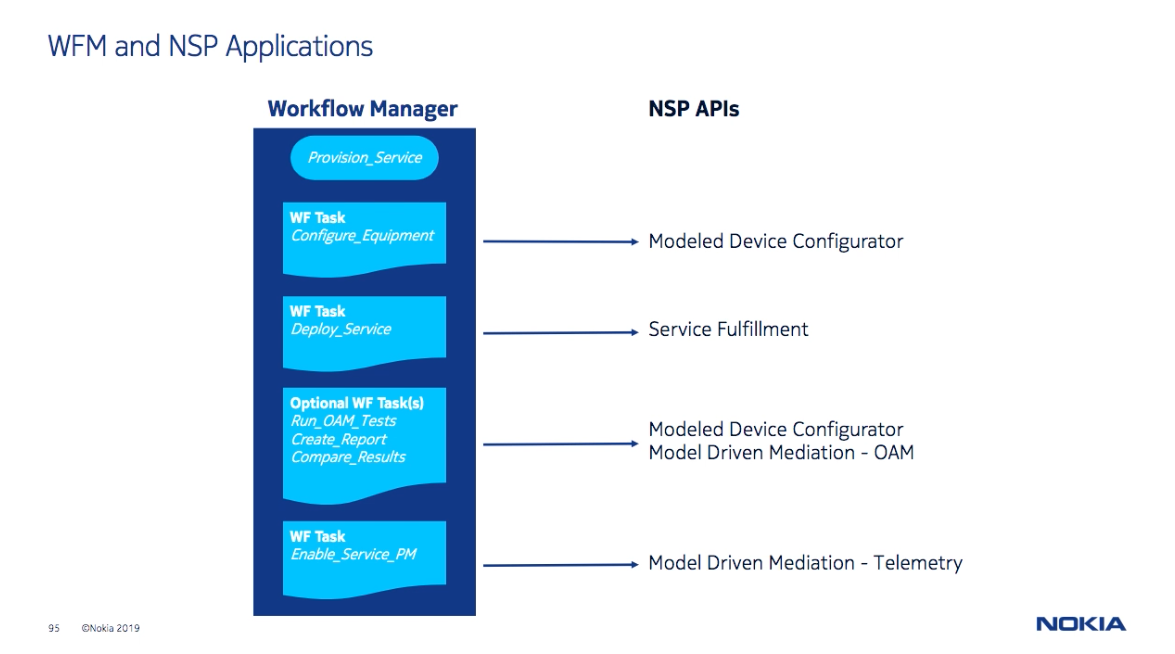 WFM and NSP Applications
Workflow Manager
NSP APIs
Provision_Service
WF Task
Configure_Equipment
Modeled Device Configurator
WF Task
Deploy_Service
Service Fulfillment
Optional WF Task(s)
Run_OAM_Tests
Create_Report
Compare_Results
Modeled Device Configurator
Model Driven Mediation - OAM
WF Task
Enable_Service_PM
Model Driven Mediation - Telemetry
95 ©Nokia 2019
NOKIA